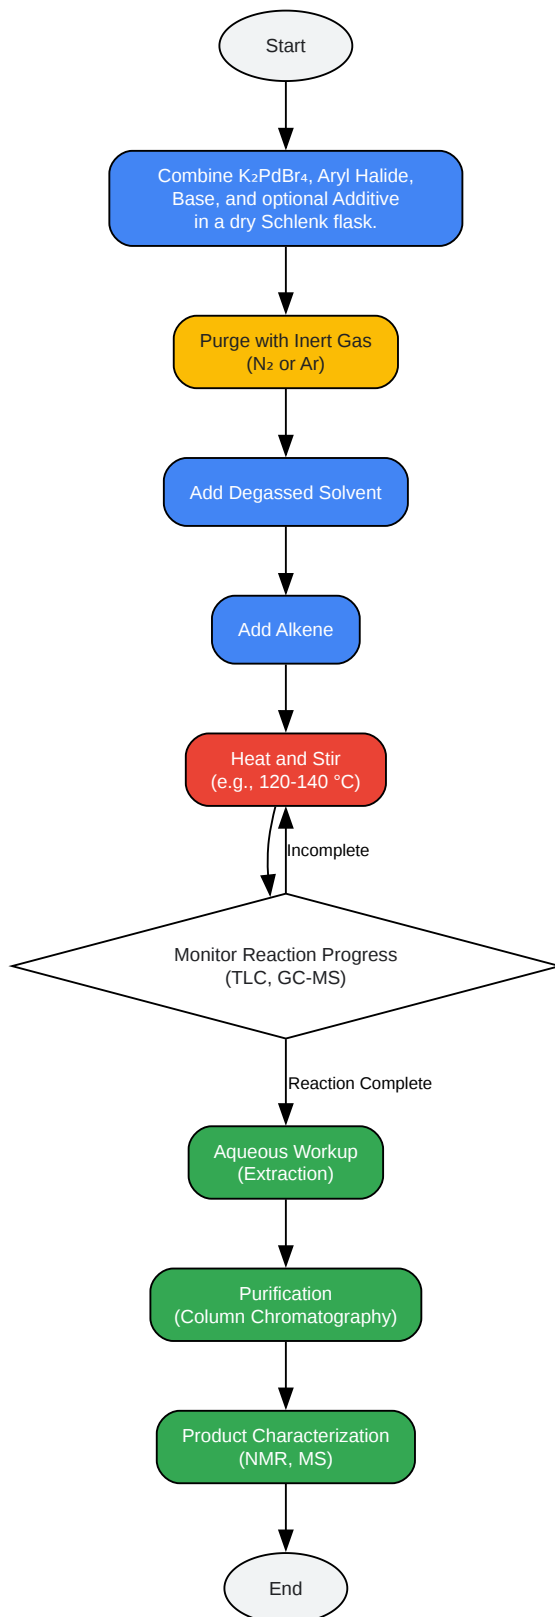 Start
Combine K₂PdBr₄, Aryl Halide,
Base, and optional Additive
in a dry Schlenk flask.
Purge with Inert Gas
(N₂ or Ar)
Add Degassed Solvent
Add Alkene
Heat and Stir
(e.g., 120-140 °C)
Incomplete
Monitor Reaction Progress
(TLC, GC-MS)
Reaction Complete
Aqueous Workup
(Extraction)
Purification
(Column Chromatography)
Product Characterization
(NMR, MS)
End